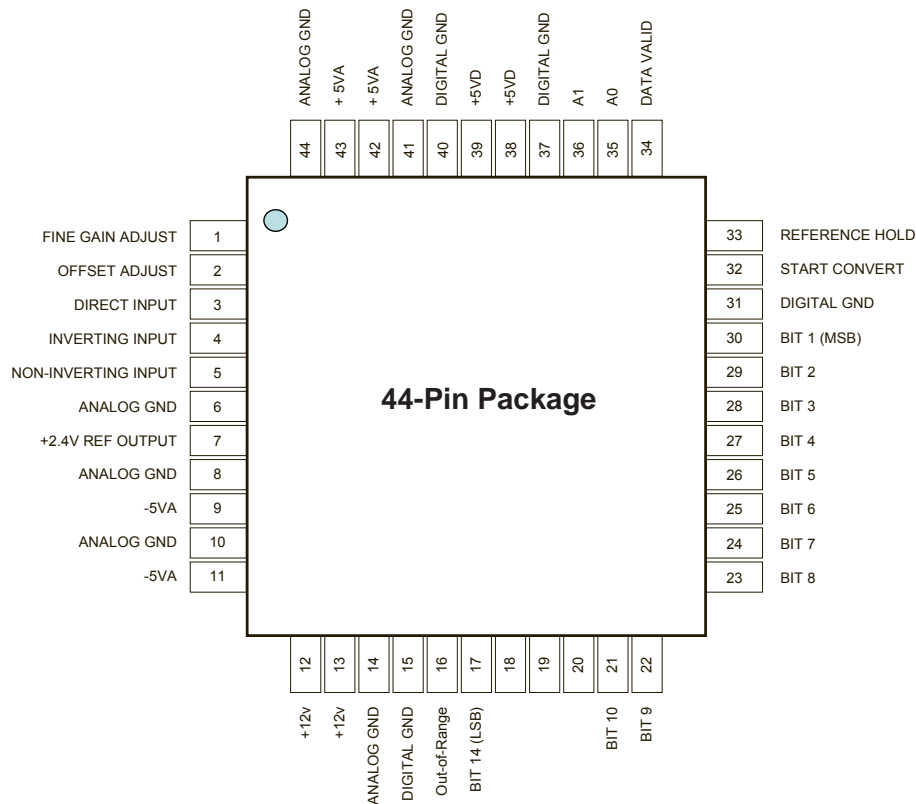 ANALOG GND
+ 5VA
+ 5VA
ANALOG GND
DIGITAL GND
+5VD
+5VD
DIGITAL GND
A1
A0
DATA VALID
44
43
42
41
40
39
38
37
36
35
34
FINE GAIN ADJUST 1
OFFSET ADJUST 2
DIRECT INPUT 3
INVERTING INPUT 4
NON-INVERTING INPUT 5
ANALOG GND 6
+2.4V REF OUTPUT 7
ANALOG GND 8
-5VA 9
ANALOG GND 10
-5VA 11
44-Pin Package
33 REFERENCE HOLD
32 START CONVERT
31 DIGITAL GND
30 BIT 1 (MSB)
29 BIT 2
28 BIT 3
27 BIT 4
26 BIT 5
25 BIT 6
24 BIT 7
23 BIT 8
12
13
14
15
16
17
18
19
20
21
22
+12v
+12v
ANALOG GND
DIGITAL GND
Out-of-Range
BIT 14 (LSB)
BIT 10
BIT 9